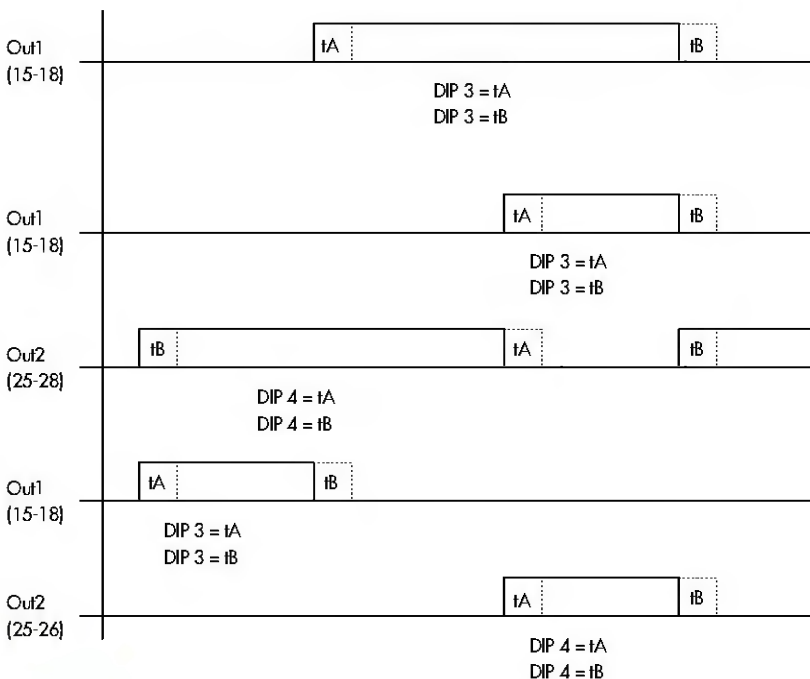 Out1
(15-18)
tA
tB
DIP 3 = tA
DIP 3 = tB
Out1
(15-18)
tA
tB
DIP 3 = tA
DIP 3 = tB
Out2
(25-28)
tB
tA
tB
DIP 4 = tA
DIP 4 = tB
Out1
(15-18)
tA
tB
DIP 3 = tA
DIP 3 = tB
Out2
(25-26)
tA
tB
DIP 4 = tA
DIP 4 = tB